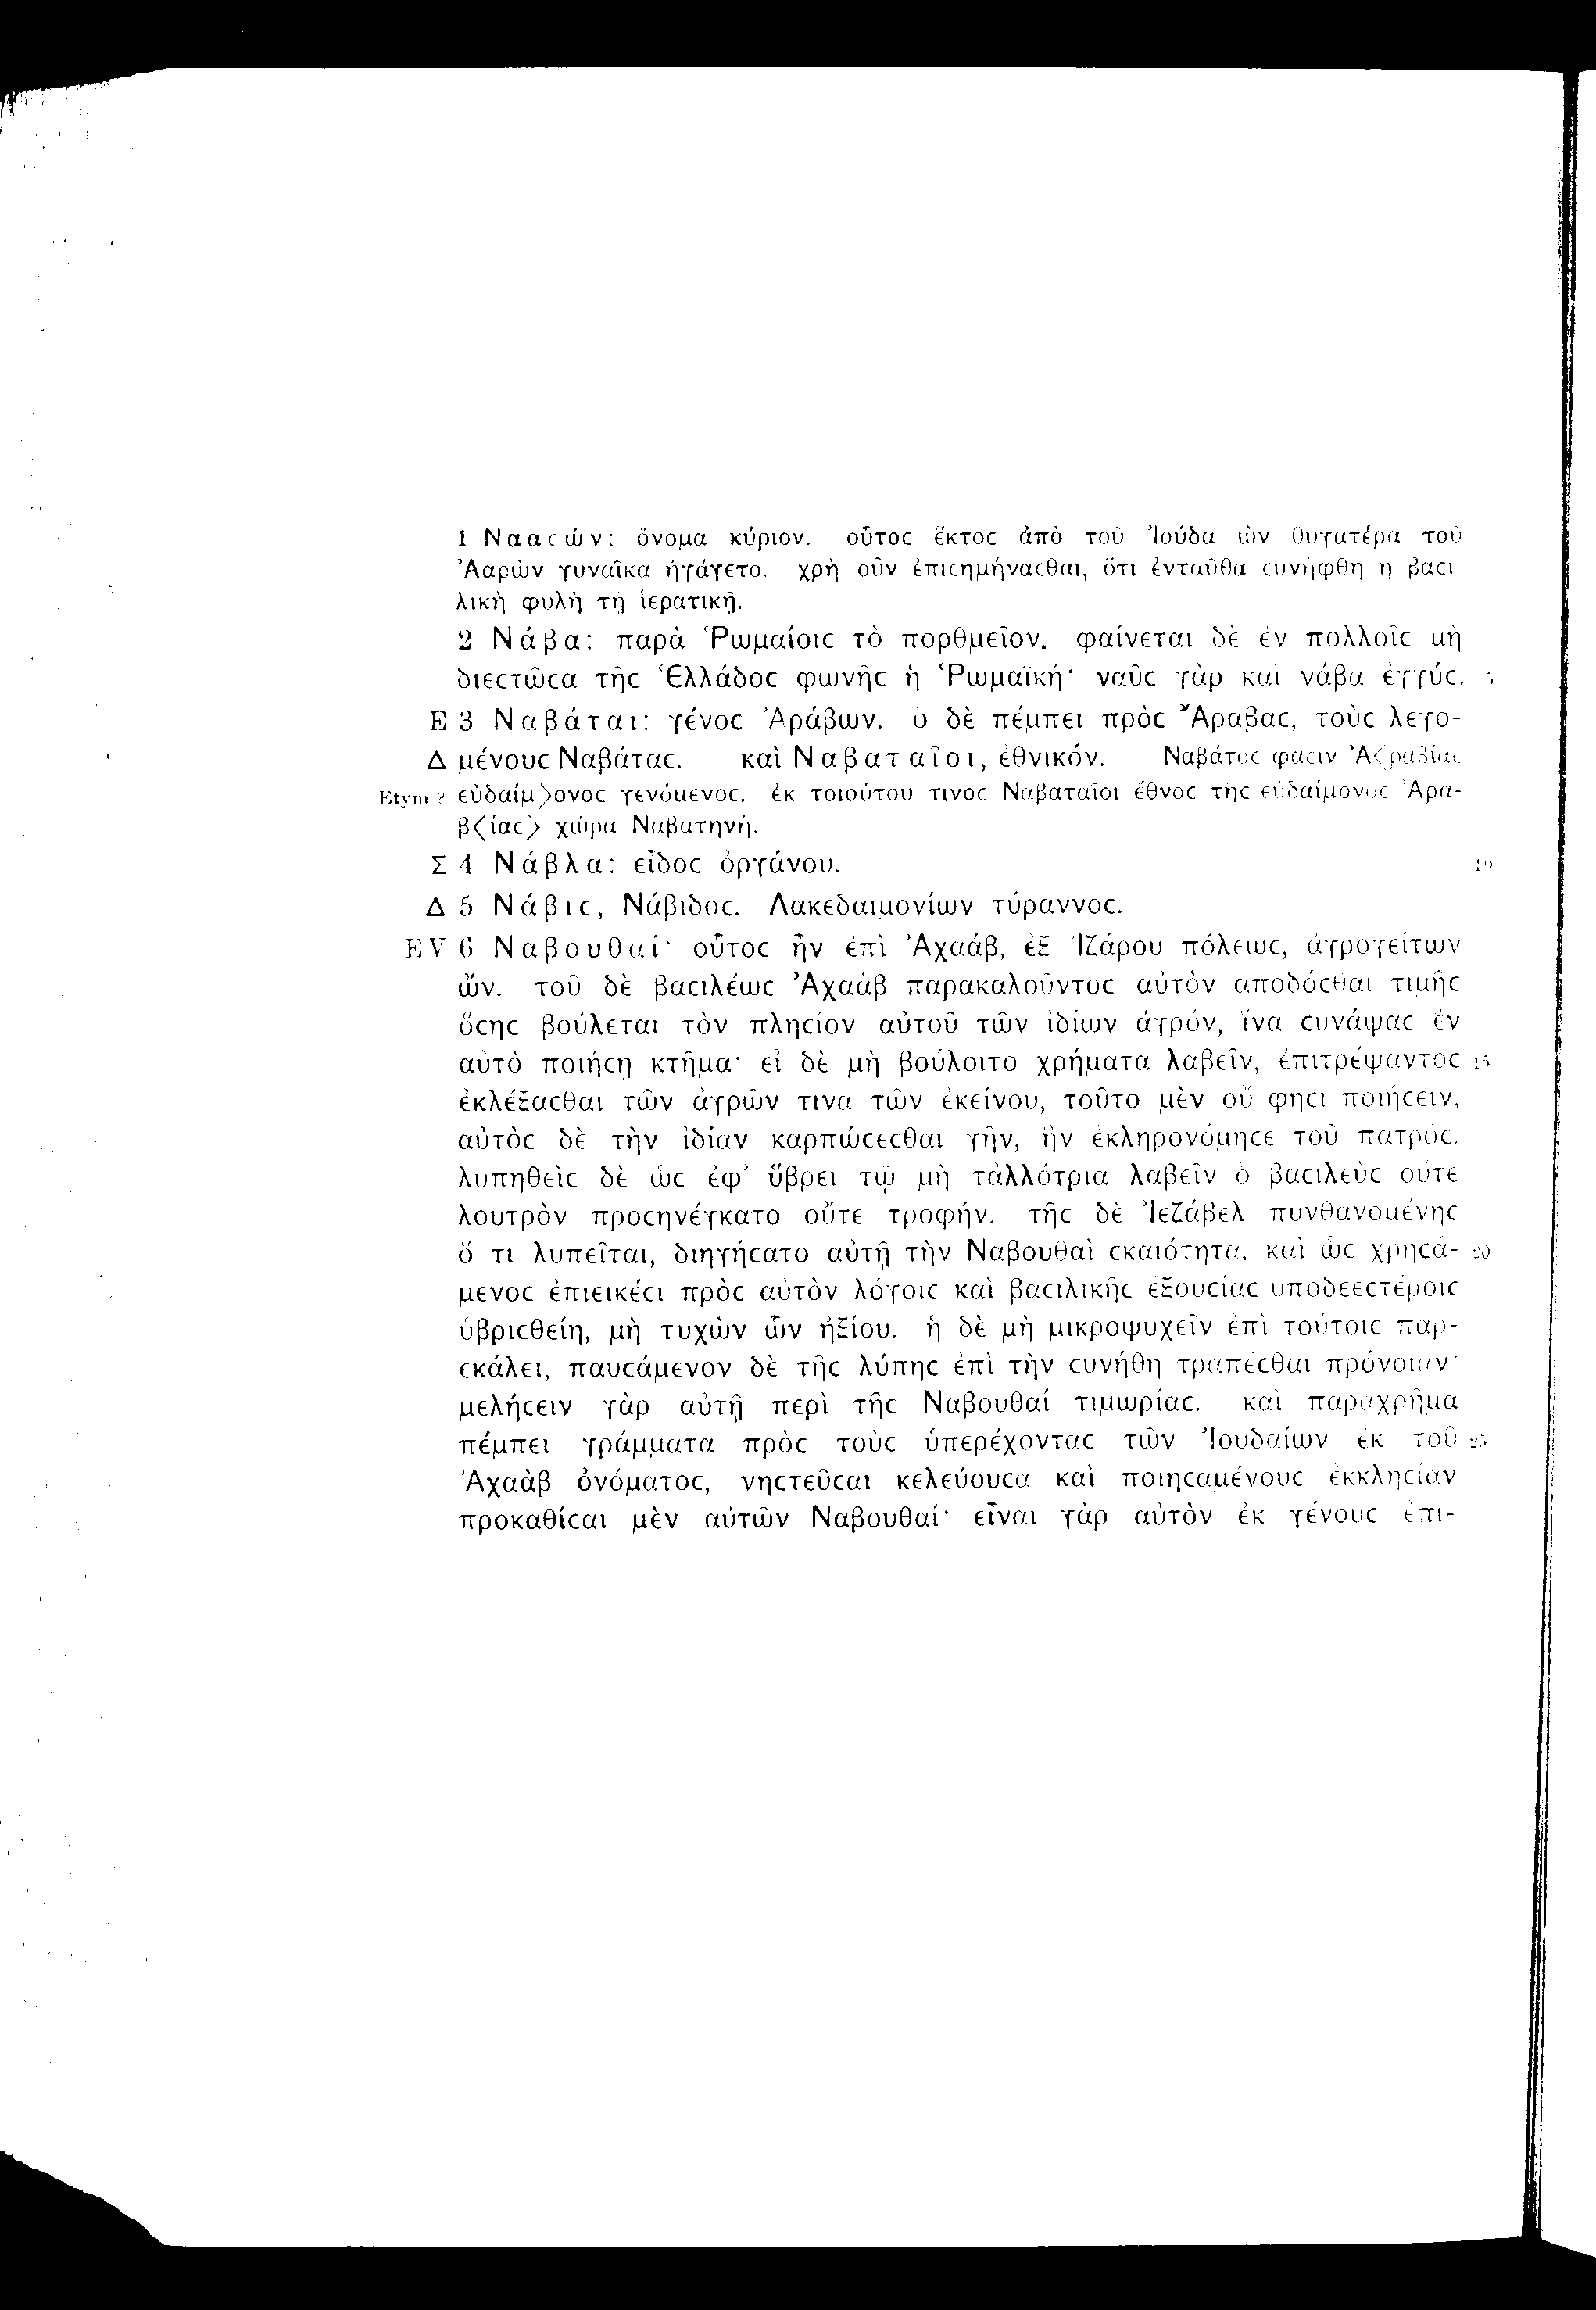 1 Νααϲών: ὄνομα κύριον. οὗτοϲ ἕκτοϲ ἀπὸ τοῦ Ἰούδα ὢν θυγατέρα τοῦ
Ἀαρὼν γυναῖκα ἠγάγετο. χρὴ οὖν ἐπιϲημήναϲθαι, ὅτι ἐνταῦθα ϲυνήφθη ἡ βαϲι-
λικὴ φυλὴ τῇ ἱερατικῇ.
2 Νάβα: παρὰ Ῥωμαίοιϲ τὸ πορθμεῖον. φαίνεται δὲ ἐν πολλοῖϲ μὴ
διεϲτῶϲα τῆϲ Ἑλλάδοϲ φωνῆϲ ἡ Ῥωμαϊκή· ναῦϲ γὰρ καὶ νάβα ἐγγύϲ. 5
E 3 Ναβάται: γένοϲ Ἀράβων. ὁ δὲ πέμπει πρὸϲ Ἄραβαϲ, τοὺϲ λεγο-
Δ μένουϲ Ναβάταϲ. καὶ Ναβαταῖοι, ἐθνικόν. Ναβάτοϲ φαϲιν Ἀ〈ραβίαϲ
Etym ? εὐδαίμ〉ονοϲ γενόμενοϲ. ἐκ τοιούτου τινοϲ Ναβαταῖοι ἔθνοϲ τῆϲ εὐδαίμονοϲ Ἀρα-
β〈ίαϲ〉 χώρα Ναβατηνή.
Σ 4 Νάβλα: εἶδοϲ ὀργάνου. 10
Δ 5 Νάβιϲ, Νάβιδοϲ. Λακεδαιμονίων τύραννοϲ.
EV 6 Ναβουθαί· οὗτοϲ ἦν ἐπὶ Ἀχαάβ, ἐξ Ἰζάρου πόλεωϲ, ἀγρογείτων
ὤν. τοῦ δὲ βαϲιλέωϲ Ἀχαὰβ παρακαλοῦντοϲ αὐτὸν ἀποδόϲθαι τιμῆϲ
ὅϲηϲ βούλεται τὸν πληϲίον αὐτοῦ τῶν ἰδίων ἀγρόν, ἵνα ϲυνάψαϲ ἐν
αὐτὸ ποιήϲῃ κτῆμα· εἰ δὲ μὴ βούλοιτο χρήματα λαβεῖν, ἐπιτρέψαντοϲ 15
ἐκλέξαϲθαι τῶν ἀγρῶν τινα τῶν ἐκείνου, τοῦτο μὲν οὔ φηϲι ποιήϲειν,
αὐτὸϲ δὲ τὴν ἰδίαν καρπώϲεϲθαι γῆν, ἣν ἐκληρονόμηϲε τοῦ πατρόϲ.
λυπηθεὶϲ δὲ ὡϲ ἐφ’ ὕβρει τῷ μὴ τἀλλότρια λαβεῖν ὁ βαϲιλεὺϲ οὔτε
λουτρὸν προϲηνέγκατο οὔτε τροφήν. τῆϲ δὲ Ἰεζάβελ πυνθανομένηϲ
ὅ τι λυπεῖται, διηγήϲατο αὐτῇ τὴν Ναβουθαὶ ϲκαιότητα. καὶ ὡϲ χρηϲά- 20
μενοϲ ἐπιεικέϲι πρὸϲ αὐτὸν λόγοιϲ καὶ βαϲιλικῆϲ ἐξουϲίαϲ ὑποδεεϲτέροιϲ
ὑβριϲθείη, μὴ τυχὼν ὧν ἠξίου. ἡ δὲ μὴ μικροψυχεῖν ἐπὶ τούτοιϲ παρ-
εκάλει, παυϲάμενον δὲ τῆϲ λύπηϲ ἐπὶ τὴν ϲυνήθη τραπέϲθαι πρόνοιαν·
μελήϲειν γὰρ αὐτῇ περὶ τῆϲ Ναβουθαί τιμωρίαϲ. καὶ παραχρῆμα
πέμπει γράμματα πρὸϲ τοὺϲ ὑπερέχονταϲ τῶν Ἰουδαίων ἐκ τοῦ 25
Ἀχαὰβ ὀνόματοϲ, νηϲτεῦϲαι κελεύουϲα καὶ ποιηϲαμένουϲ ἐκκληϲίαν
προκαθίϲαι μὲν αὐτῶν Ναβουθαί· εἶναι γὰρ αὐτὸν ἐκ γένουϲ ἐπι-